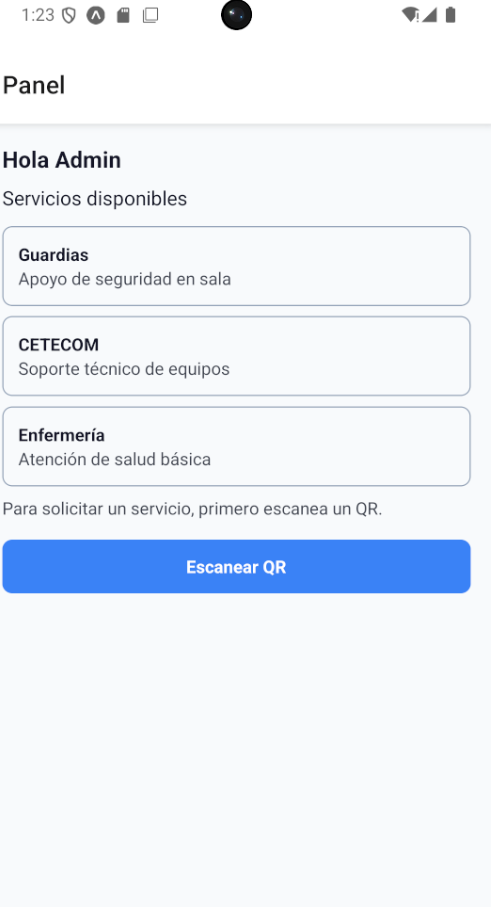 1:23
Panel
Hola Admin
Servicios disponibles
Guardias
Apoyo de seguridad en sala
CETECOM
Soporte técnico de equipos
Enfermería
Atención de salud básica
Para solicitar un servicio, primero escanea un QR.
Escanear QR